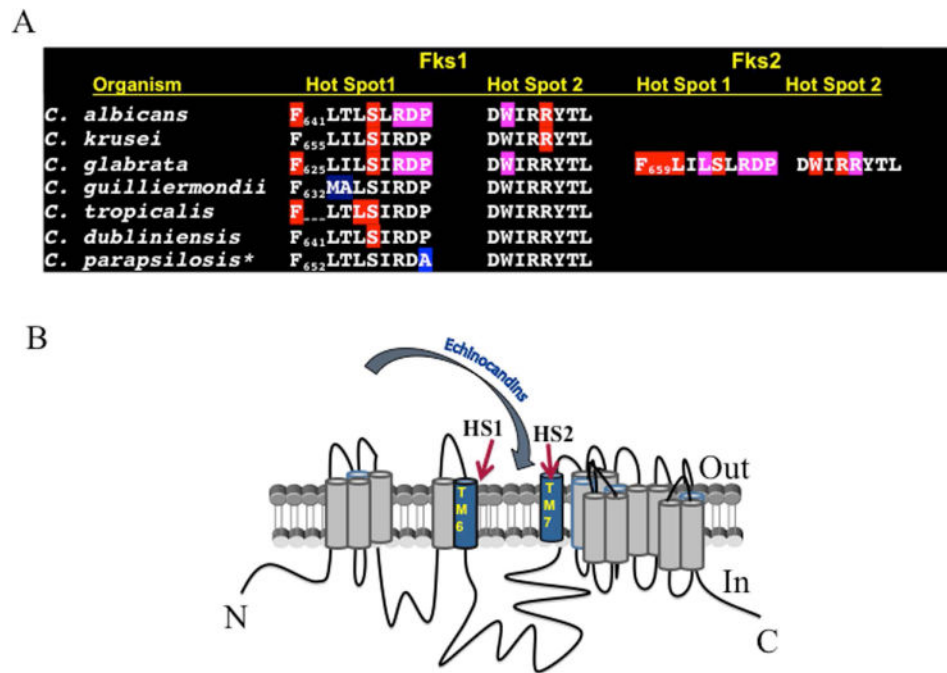 A
Fks1 Fks2
Organism Hot Spot1 Hot Spot 2 Hot Spot 1 Hot Spot 2
C. albicans F641LTLSLRDP DWIRRYTL
C. krusei F655LILSIRDP DWIRRYTL
C. glabrata F625LILSIRDP DWIRRYTL F659LILSLRDP DWIRRYTL
C. guilliermondii F632MALSIRDP DWIRRYTL
C. tropicalis F---LTLSIRDP DWIRRYTL
C. dubliniensis F641LTLSIRDP DWIRRYTL
C. parapsilosis* F652LTLSIRDA DWIRRYTL
B
Echinocandins
HS1 HS2
Out
TM6
TM7
In
N
C